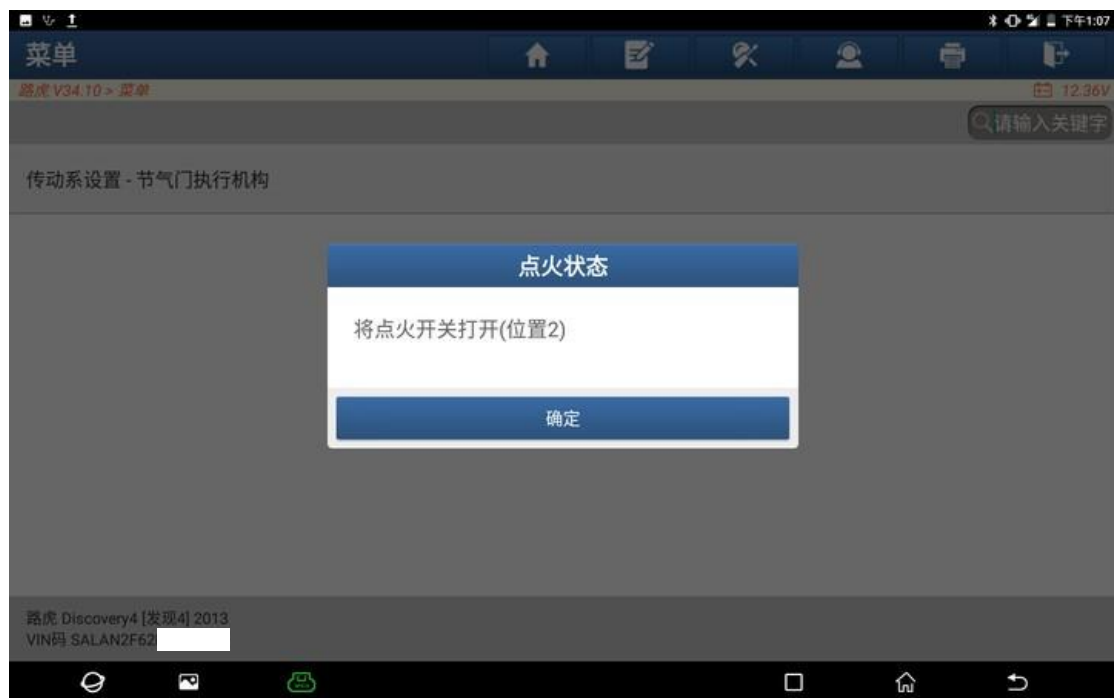 下午1:07
菜单
路虎 V34.10 > 菜单
12.36V
请输入关键字
传动系设置 - 节气门执行机构
点火状态
将点火开关打开(位置2)
确定
路虎 Discovery4 [发现4] 2013
VIN码 SALAN2F62